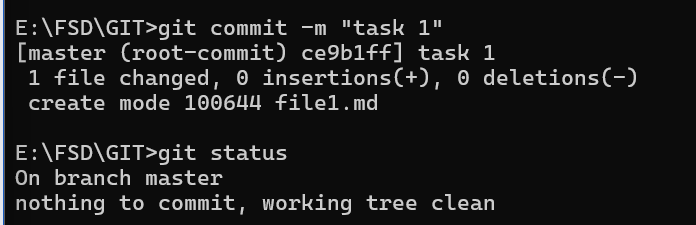 E:\FSD\GIT>git commit -m "task 1"
[master (root-commit) ce9b1ff] task 1
 1 file changed, 0 insertions(+), 0 deletions(-)
 create mode 100644 file1.md

E:\FSD\GIT>git status
On branch master
nothing to commit, working tree clean